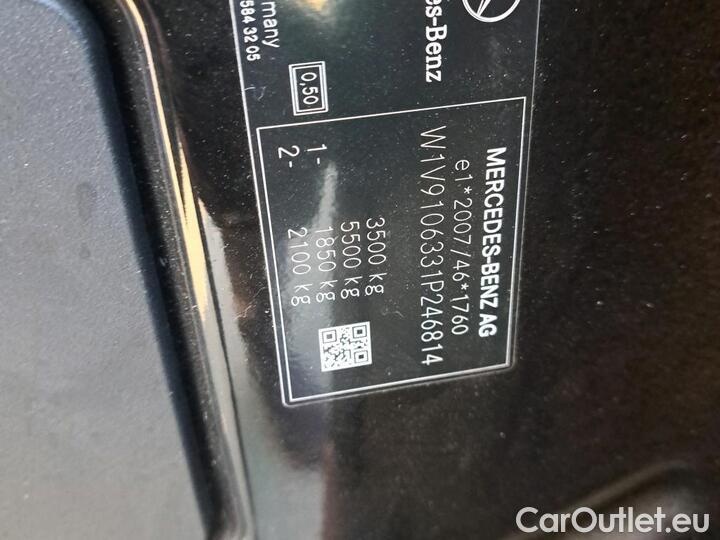 es-Benz
many
584 32 05
0,50
MERCEDES-BENZ AG
e1*2007/46*1760
W1V9106331P246814
3500 kg
5500 kg
1- 1850 kg
2- 2100 kg
CarOutlet.eu